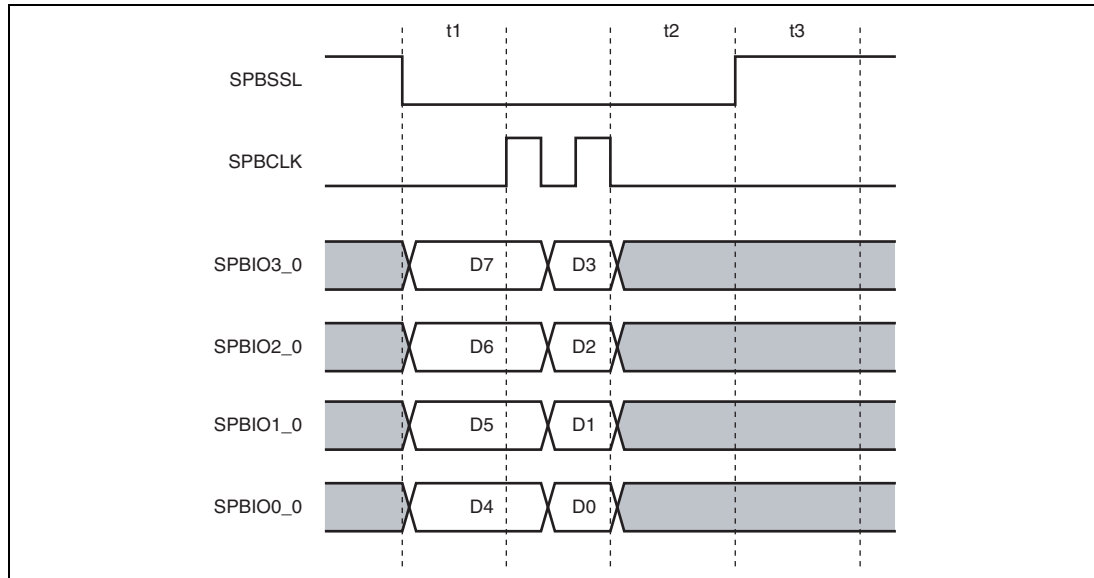 t1 t2 t3
SPBSSL
SPBCLK
SPBIO3_0 D7 D3
SPBIO2_0 D6 D2
SPBIO1_0 D5 D1
SPBIO0_0 D4 D0